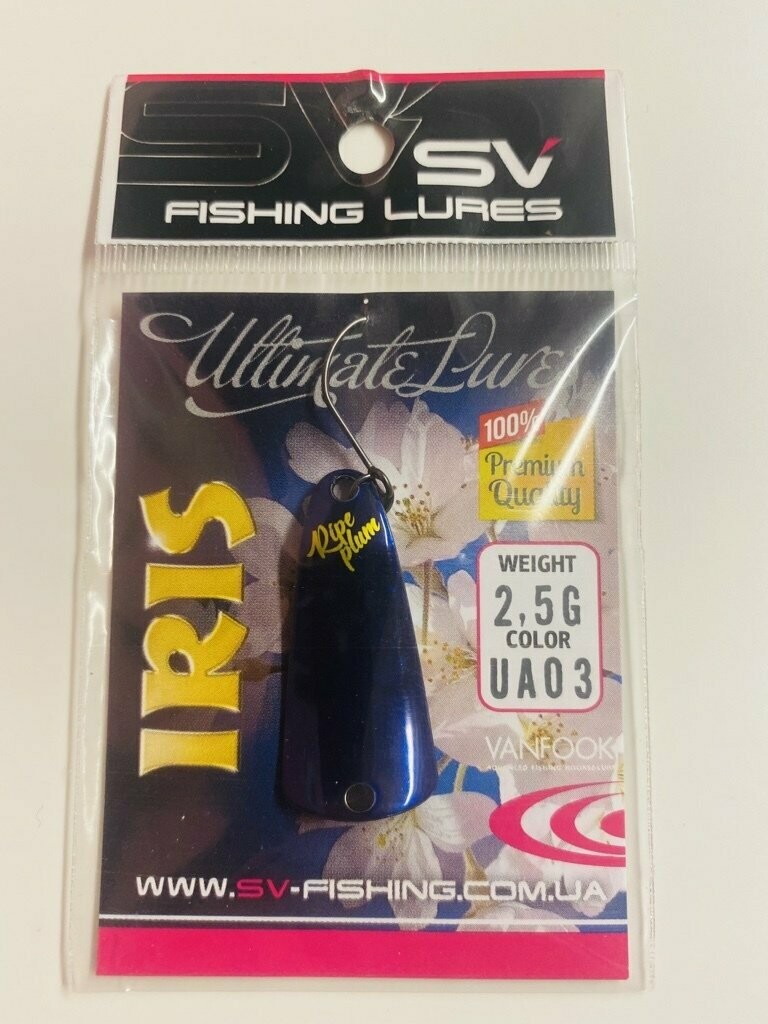 SV
SV
FISHING LURES
Ultimate Lure
100%
Premium
Quality
Ripe
plum
IRIS
WEIGHT
2,5G
COLOR
UA03
VANFOOK
WWW.SV-FISHING.COM.UA